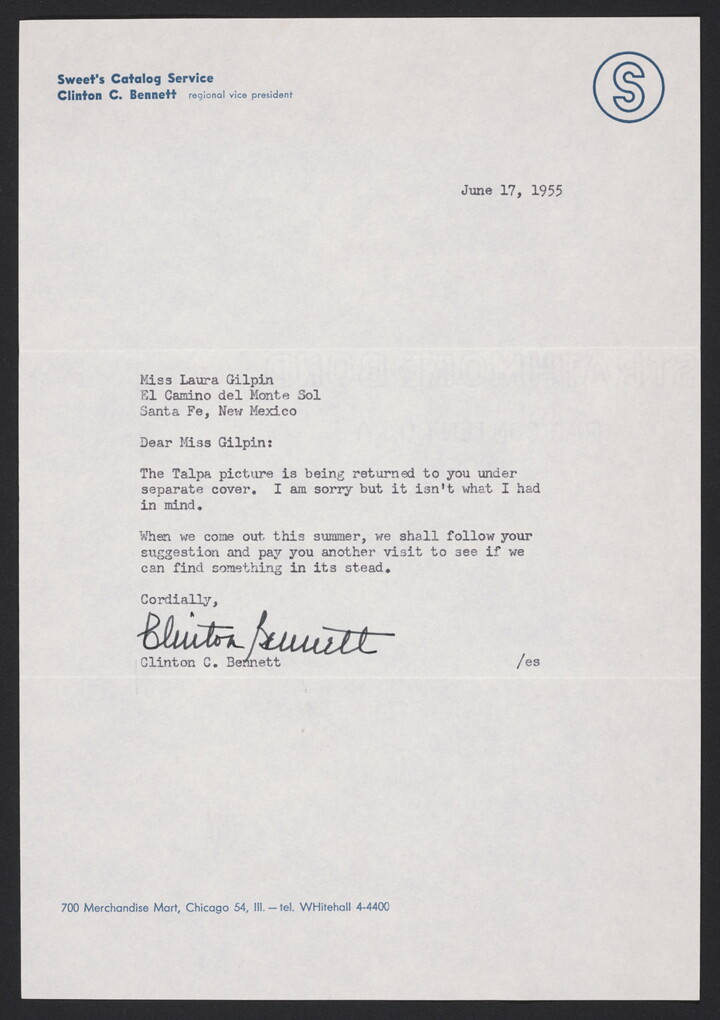 Sweet's Catalog Service
Clinton C. Bennett regional vice president
S
June 17, 1955
Miss Laura Gilpin
El Camino del Monte Sol
Santa Fe, New Mexico
Dear Miss Gilpin:
The Talpa picture is being returned to you under
separate cover. I am sorry but it isn't what I had
in mind.
When we come out this summer, we shall follow your
suggestion and pay you another visit to see if we
can find something in its stead.
Cordially,
Clinton Bennett
Clinton C. Bennett /es
700 Merchandise Mart, Chicago 54, Ill. — tel. WHitehall 4-4400